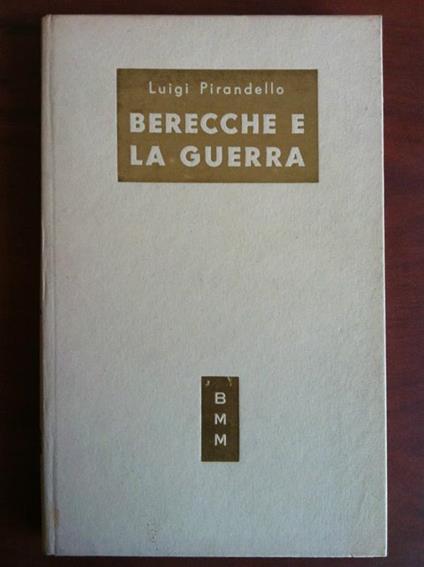 Luigi Pirandello
BERECCHE E
LA GUERRA
B
M
M